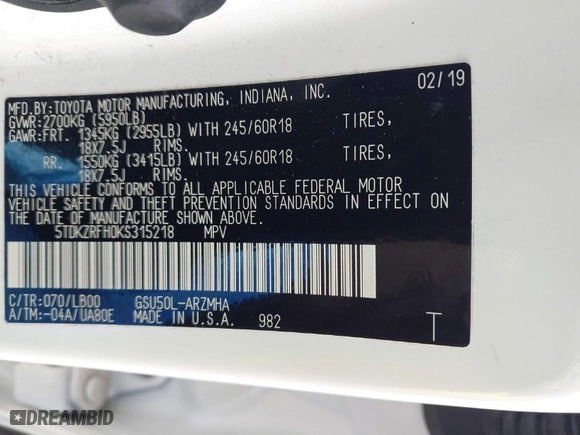 02/19
MFD.BY:TOYOTA MOTOR MANUFACTURING, INDIANA, INC.
GVWR:2700KG (5950LB)
GAWR:FRT. 1345KG (2955LB) WITH 245/60R18 TIRES,
18X7.5J RIMS.
RR. 1550KG (3415LB) WITH 245/60R18 TIRES,
18X7.5J RIMS.
THIS VEHICLE CONFORMS TO ALL APPLICABLE FEDERAL MOTOR
VEHICLE SAFETY AND THEFT PREVENTION STANDARDS IN EFFECT ON
THE DATE OF MANUFACTURE SHOWN ABOVE.
5TDKZRFH0KS315218 MPV
C/TR:070/LB00 GSU50L-ARZMHA
A/TM:-04A/UA80E MADE IN U.S.A. 982 T
DREAMBID